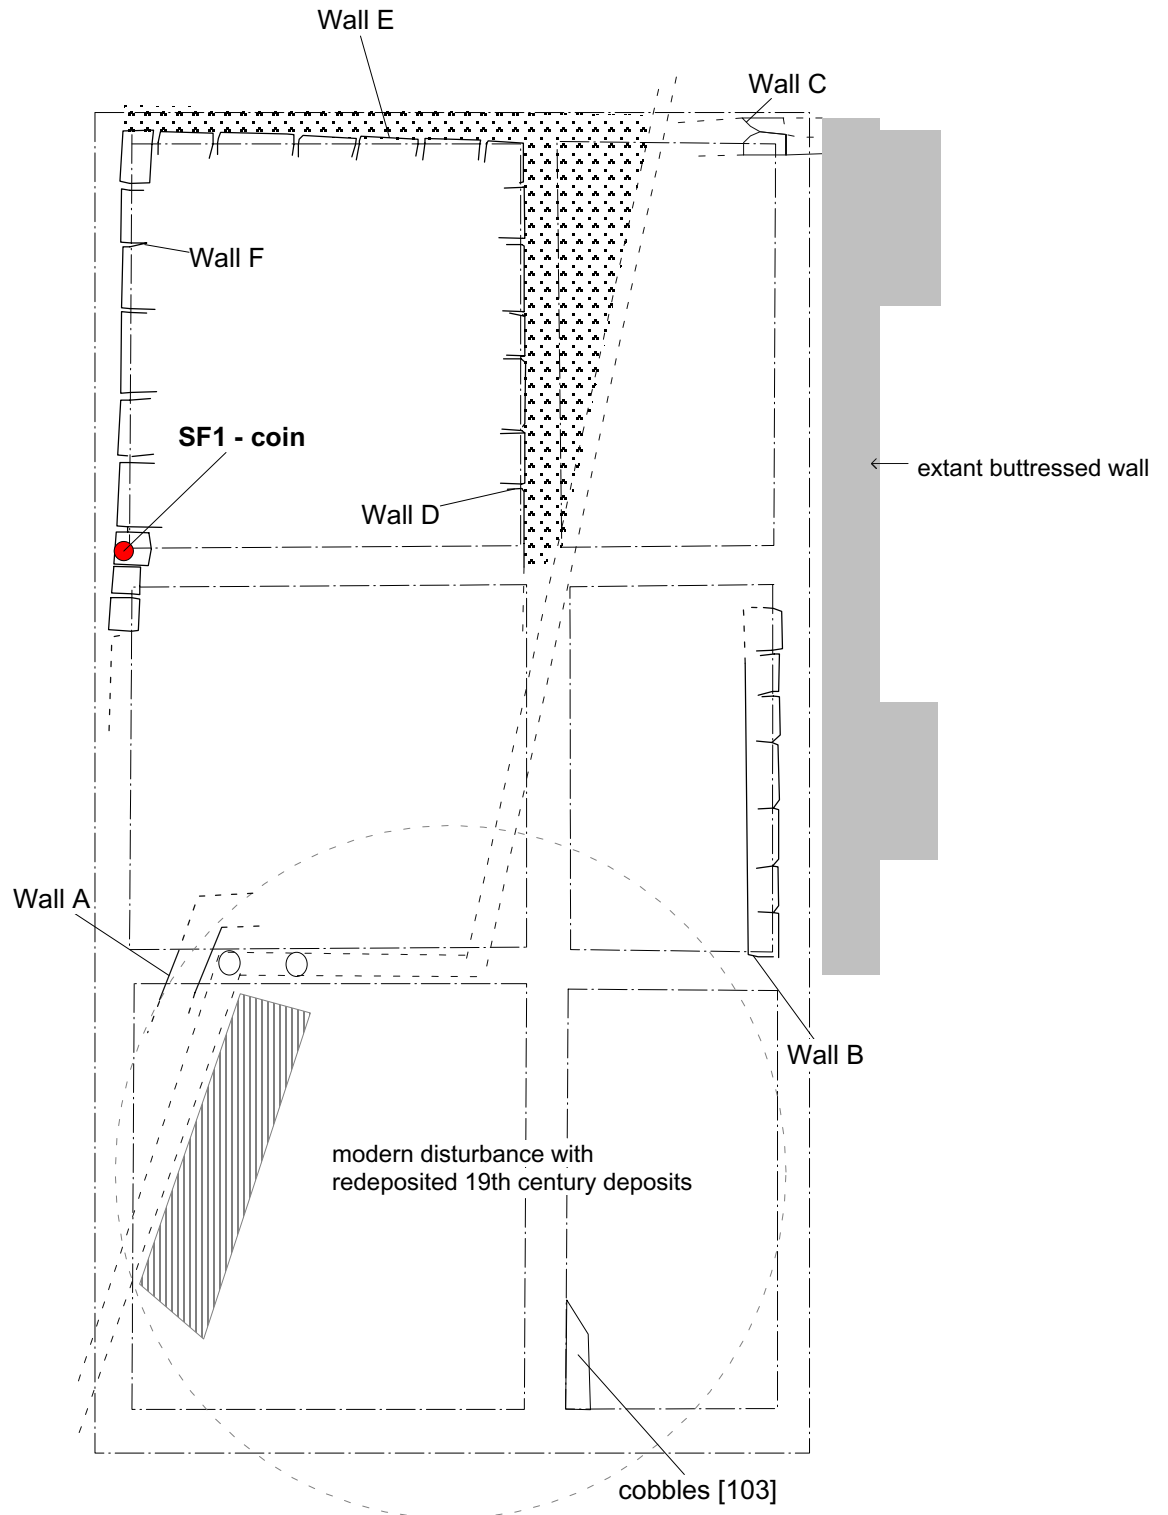 Wall E
Wall C
Wall F
SF1 - coin
extant buttressed wall
Wall D
Wall A
Wall B
modern disturbance with
redeposited 19th century deposits
cobbles [103]